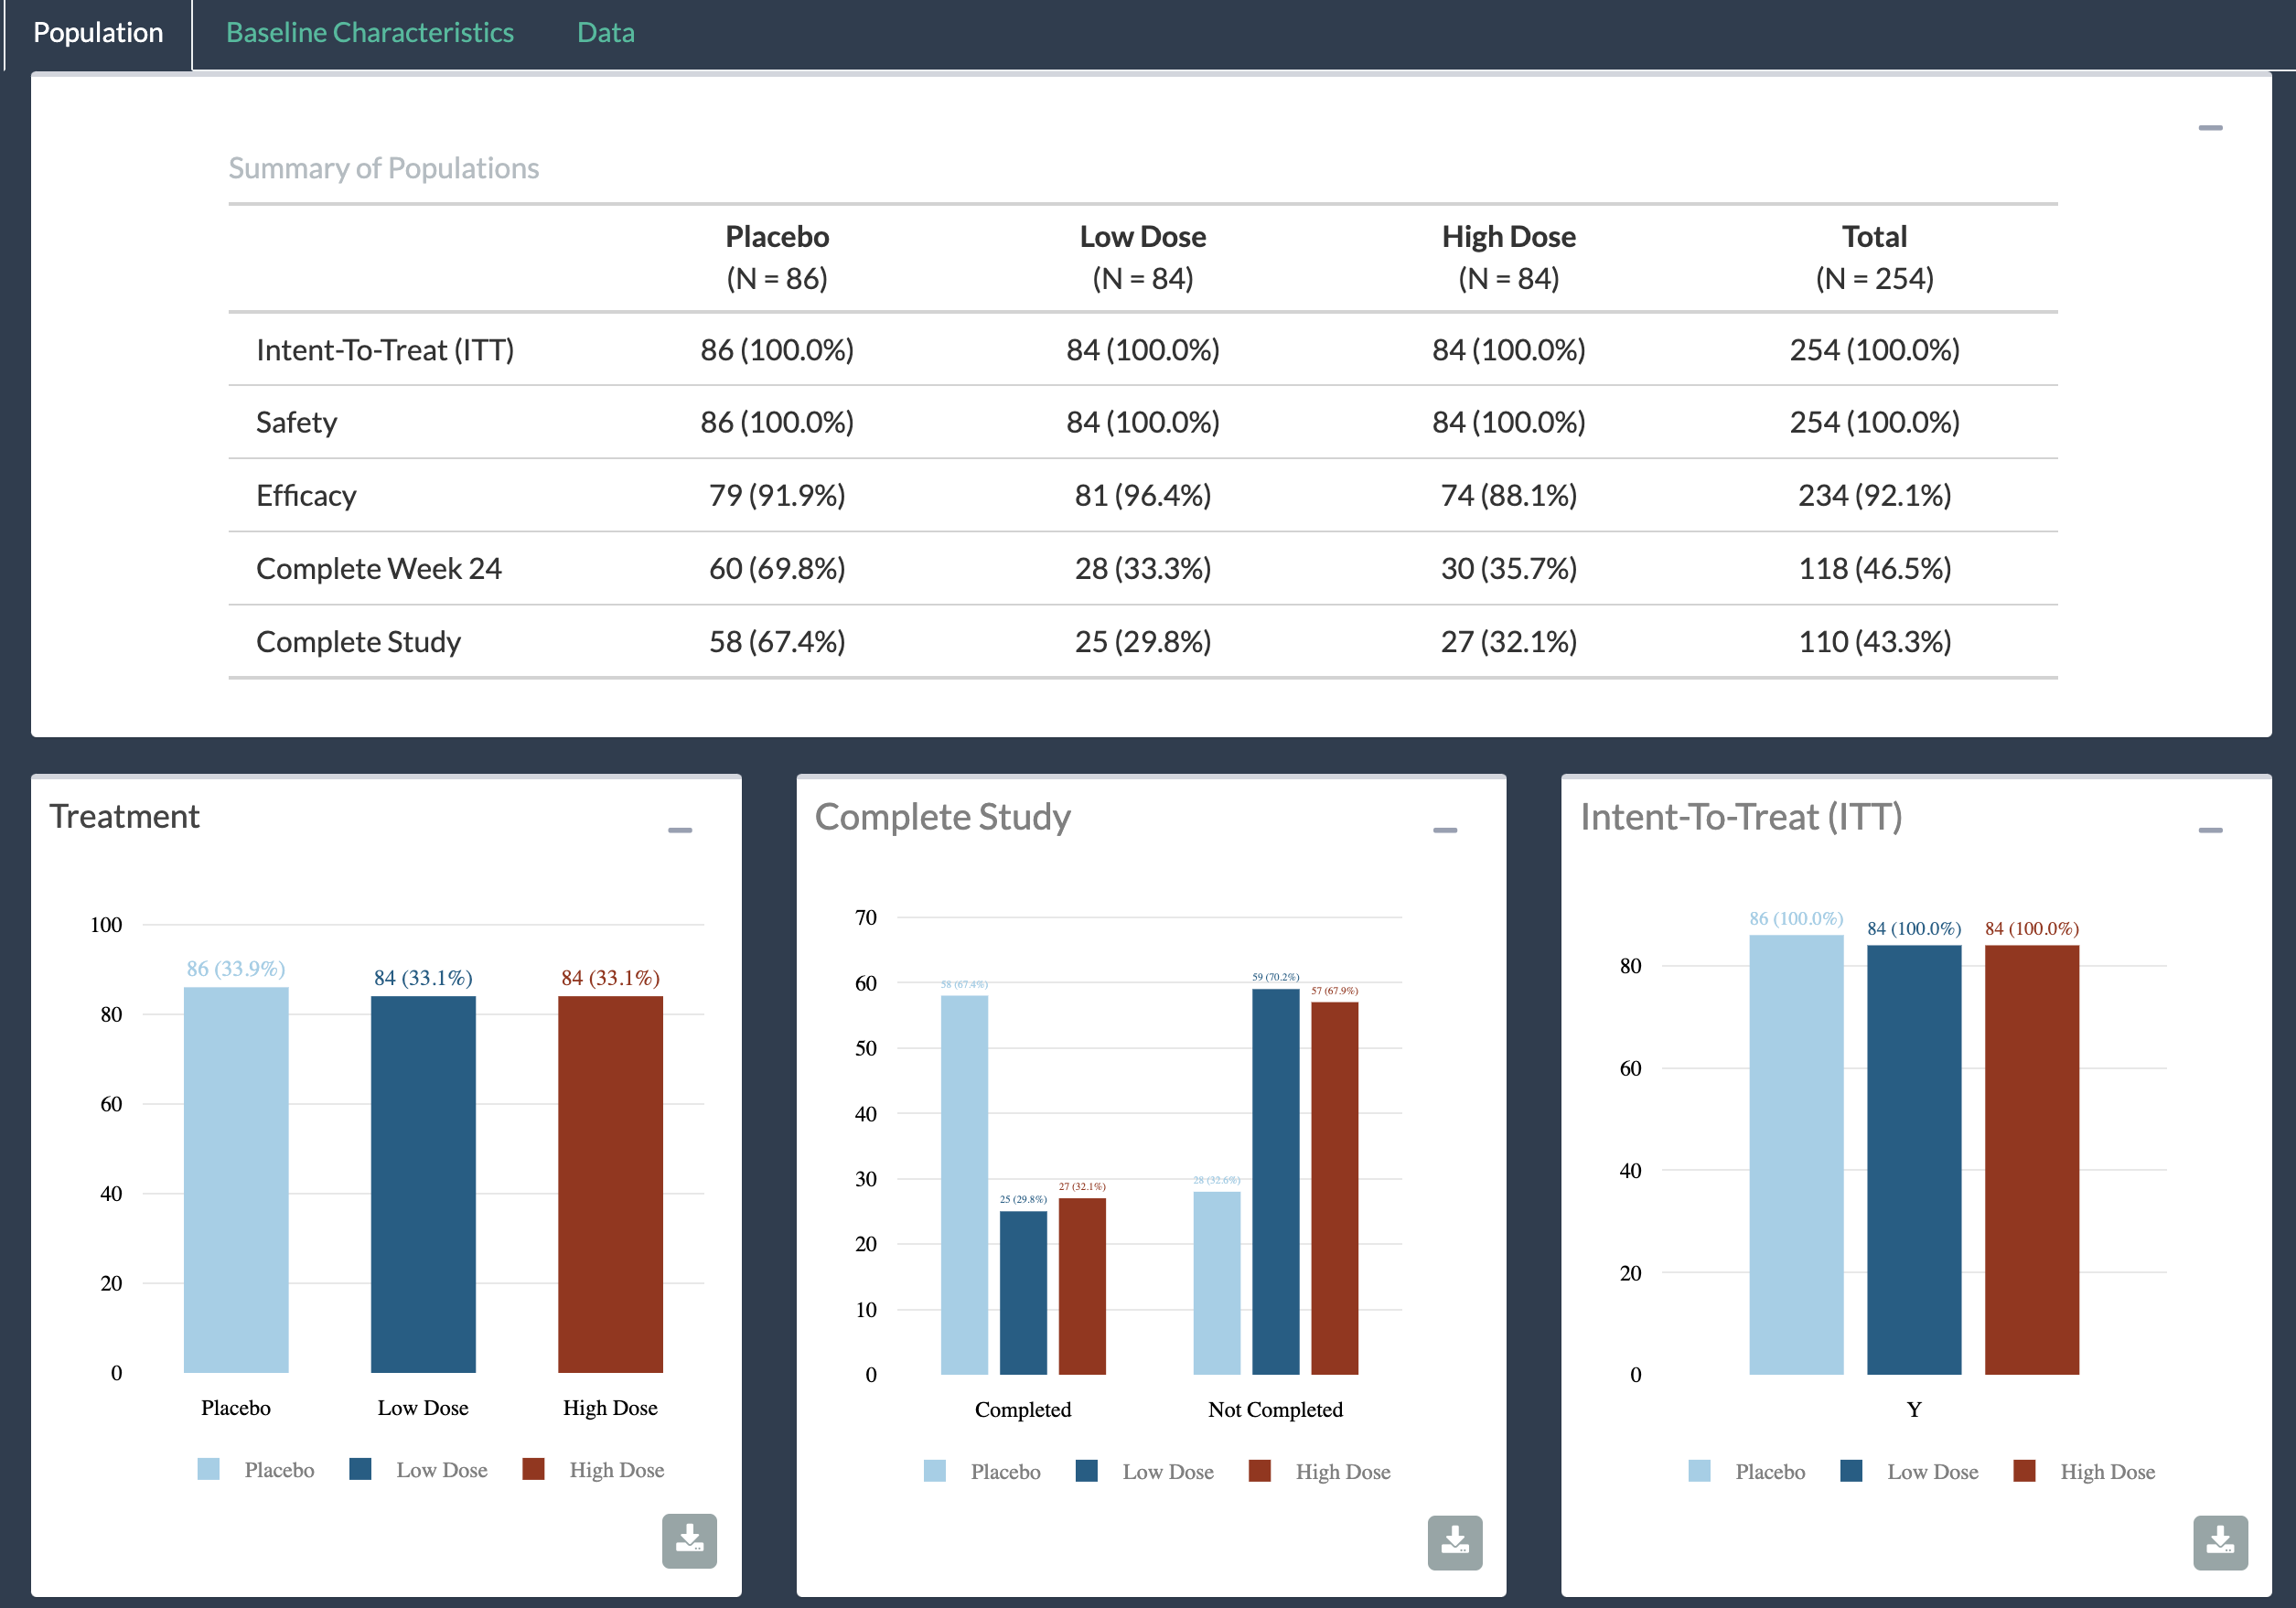 Population Baseline Characteristics Data
Summary of Populations
Placebo Low Dose High Dose Total
(N = 86) (N = 84) (N = 84) (N = 254)
Intent-To-Treat (ITT) 86 (100.0%) 84 (100.0%) 84 (100.0%) 254 (100.0%)
Safety 86 (100.0%) 84 (100.0%) 84 (100.0%) 254 (100.0%)
Efficacy 79 (91.9%) 81 (96.4%) 74 (88.1%) 234 (92.1%)
Complete Week 24 60 (69.8%) 28 (33.3%) 30 (35.7%) 118 (46.5%)
Complete Study 58 (67.4%) 25 (29.8%) 27 (32.1%) 110 (43.3%)
Treatment
100
86 (33.9%) 84 (33.1%) 84 (33.1%)
80
60
40
20
0
Placebo Low Dose High Dose
Placebo Low Dose High Dose
Complete Study
70
59 (70.2%)
60 58 (67.4%) 57 (67.9%)
50
40
30 28 (32.6%)
25 (29.8%) 27 (32.1%)
20
10
0
Completed Not Completed
Placebo Low Dose High Dose
Intent-To-Treat (ITT)
86 (100.0%) 84 (100.0%) 84 (100.0%)
80
60
40
20
0
Y
Placebo Low Dose High Dose